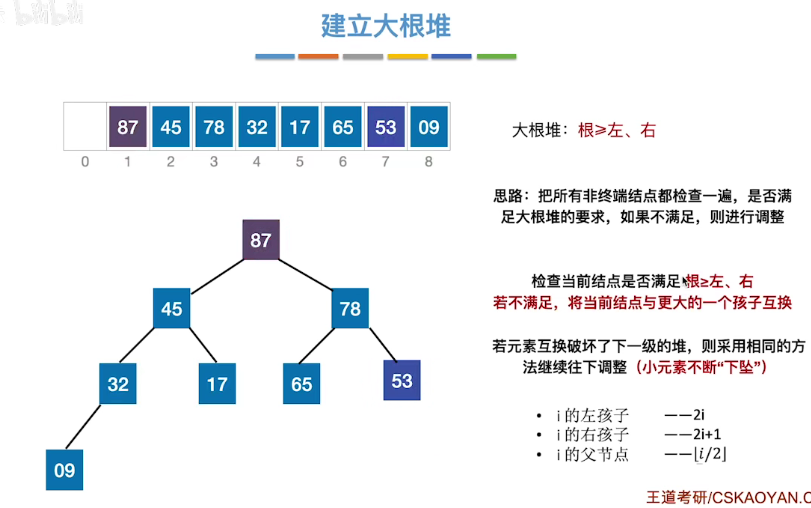 bilibili
建立大根堆
87 45 78 32 17 65 53 09
0 1 2 3 4 5 6 7 8
大根堆：根≥左、右
思路：把所有非终端结点都检查一遍，是否满
足大根堆的要求，如果不满足，则进行调整
87
检查当前结点是否满足根≥左、右
若不满足，将当前结点与更大的一个孩子互换
45 78
若元素互换破坏了下一级的堆，则采用相同的方
法继续往下调整（小元素不断“下坠”）
32 17 65 53
• i 的左孩子 ——2i
• i 的右孩子 ——2i+1
• i 的父节点 ——⌊i/2⌋
09
王道考研/CSKAOYAN.C